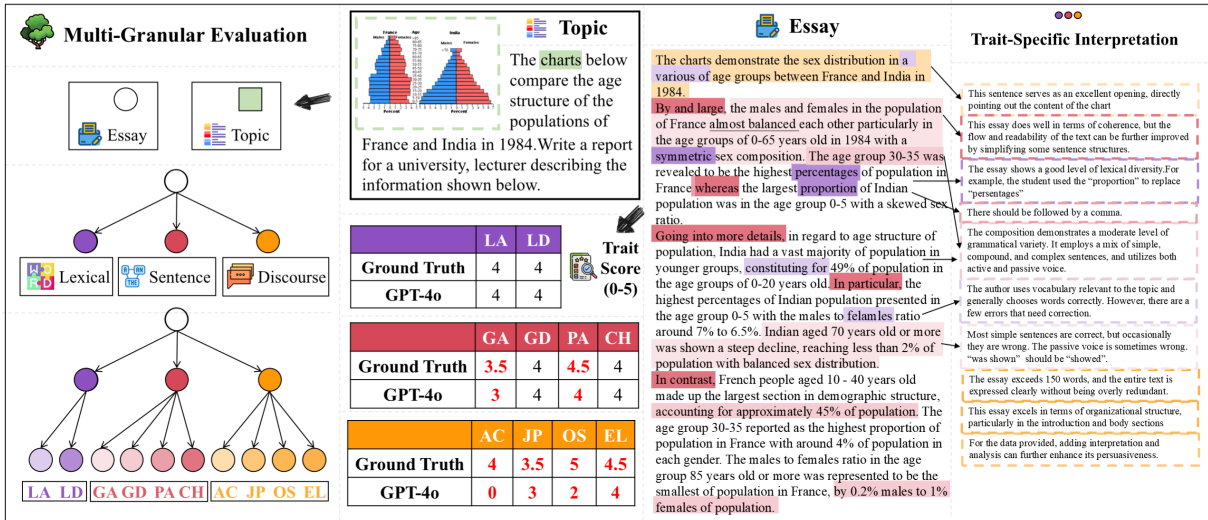 Multi-Granular Evaluation
Essay
Topic
Lexical
Sentence
Discourse
LA LD
GA GD PA CH
AC JP OS EL
Topic
France Age India
Males Females Males Females
Percent Percent
The charts below
compare the age
structure of the
populations of
France and India in 1984.Write a report
for a university, lecturer describing the
information shown below.
LA LD
Ground Truth 4 4
GPT-4o 4 4
Trait
Score
(0-5)
GA GD PA CH
Ground Truth 3.5 4 4.5 4
GPT-4o 3 4 4 4
AC JP OS EL
Ground Truth 4 3.5 5 4.5
GPT-4o 0 3 2 4
Essay
The charts demonstrate the sex distribution in a
various of age groups between France and India in
1984.
By and large, the males and females in the population
of France almost balanced each other particularly in
the age groups of 0-65 years old in 1984 with a
symmetric sex composition. The age group 30-35 was
revealed to be the highest percentages of population in
France whereas the largest proportion of Indian
population was in the age group 0-5 with a skewed sex
ratio.
Going into more details, in regard to age structure of
population, India had a vast majority of population in
younger groups, constituting for 49% of population in
the age groups of 0-20 years old. In particular, the
highest percentages of Indian population presented in
the age group 0-5 with the males to felamles ratio
around 7% to 6.5%. Indian aged 70 years old or more
was shown a steep decline, reaching less than 2% of
population with balanced sex distribution.
In contrast, French people aged 10 - 40 years old
made up the largest section in demographic structure,
accounting for approximately 45% of population. The
age group 30-35 reported as the highest proportion of
population in France with around 4% of population in
each gender. The males to females ratio in the age
group 85 years old or more was represented to be the
smallest of population in France, by 0.2% males to 1%
females of population.
Trait-Specific Interpretation
This sentence serves as an excellent opening, directly
pointing out the content of the chart
This essay does well in terms of coherence, but the
flow and readability of the text can be further improved
by simplifying some sentence structures.
The essay shows a good level of lexical diversity.For
example, the student used the “proportion” to replace
“persentages”
There should be followed by a comma.
The composition demonstrates a moderate level of
grammatical variety. It employs a mix of simple,
compound, and complex sentences, and utilizes both
active and passive voice.
The author uses vocabulary relevant to the topic and
generally chooses words correctly. However, there are a
few errors that need correction.
Most simple sentences are correct, but occasionally
they are wrong. The passive voice is sometimes wrong.
“was shown” should be “showed”.
The essay exceeds 150 words, and the entire text is
expressed clearly without being overly redundant.
This essay excels in terms of organizational structure,
particularly in the introduction and body sections
For the data provided, adding interpretation and
analysis can further enhance its persuasiveness.